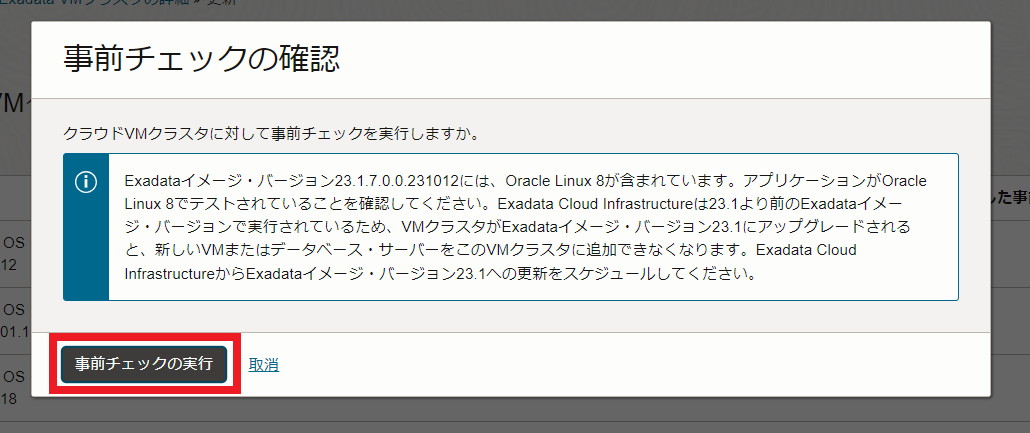 Exadata VMクラスタの詳細 » 更新
事前チェックの確認
クラウドVMクラスタに対して事前チェックを実行しますか。
Exadataイメージ・バージョン23.1.7.0.0.231012には、Oracle Linux 8が含まれています。アプリケーションがOracle
Linux 8でテストされていることを確認してください。Exadata Cloud Infrastructureは23.1より前のExadataイメー
ジ・バージョンで実行されているため、VMクラスタがExadataイメージ・バージョン23.1にアップグレードされる
と、新しいVMまたはデータベース・サーバーをこのVMクラスタに追加できなくなります。Exadata Cloud
InfrastructureからExadataイメージ・バージョン23.1への更新をスケジュールしてください。
事前チェックの実行
取消
VM
した事前
OS
12
OS
01.1
OS
18